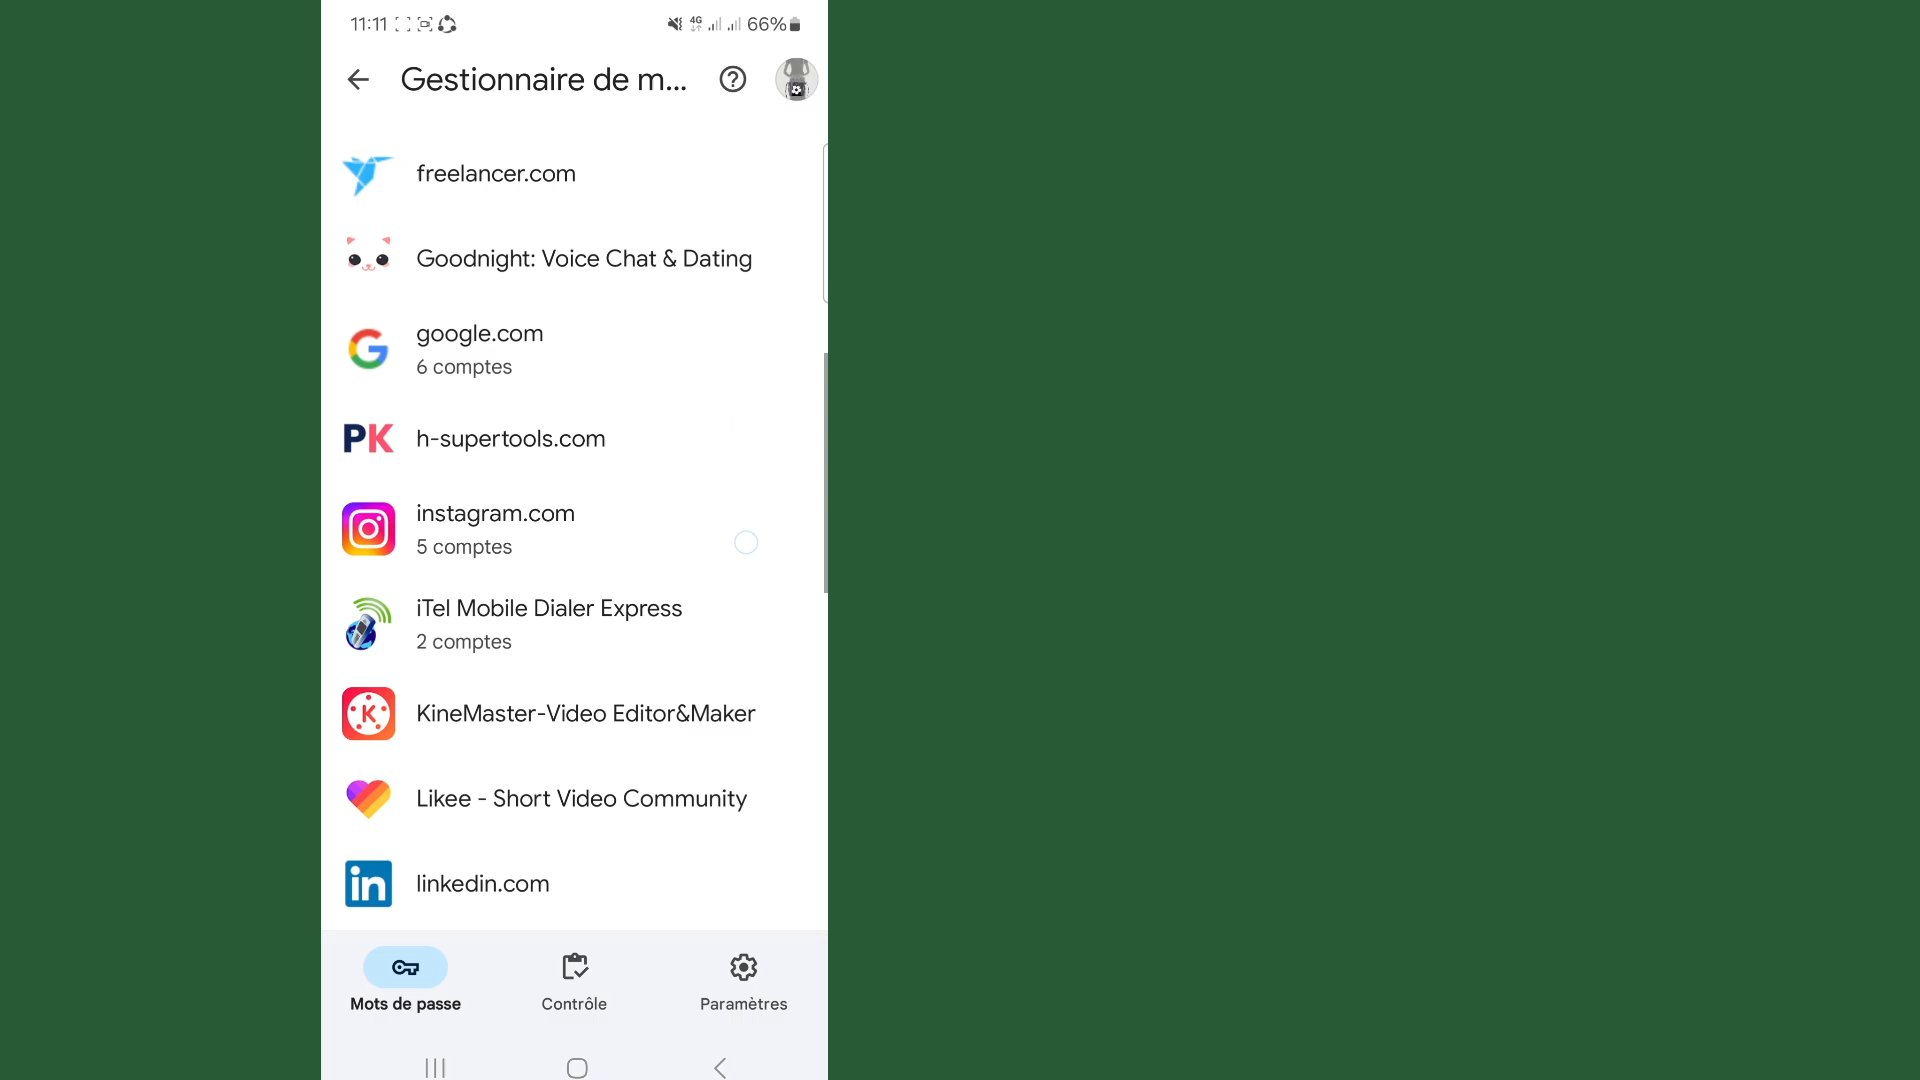 11:11
4G
66%
Gestionnaire de m...
freelancer.com
Goodnight: Voice Chat & Dating
google.com
6 comptes
PK
h-supertools.com
instagram.com
5 comptes
iTel Mobile Dialer Express
2 comptes
K
KineMaster-Video Editor&Maker
Likee - Short Video Community
in
linkedin.com
Mots de passe
Contrôle
Paramètres